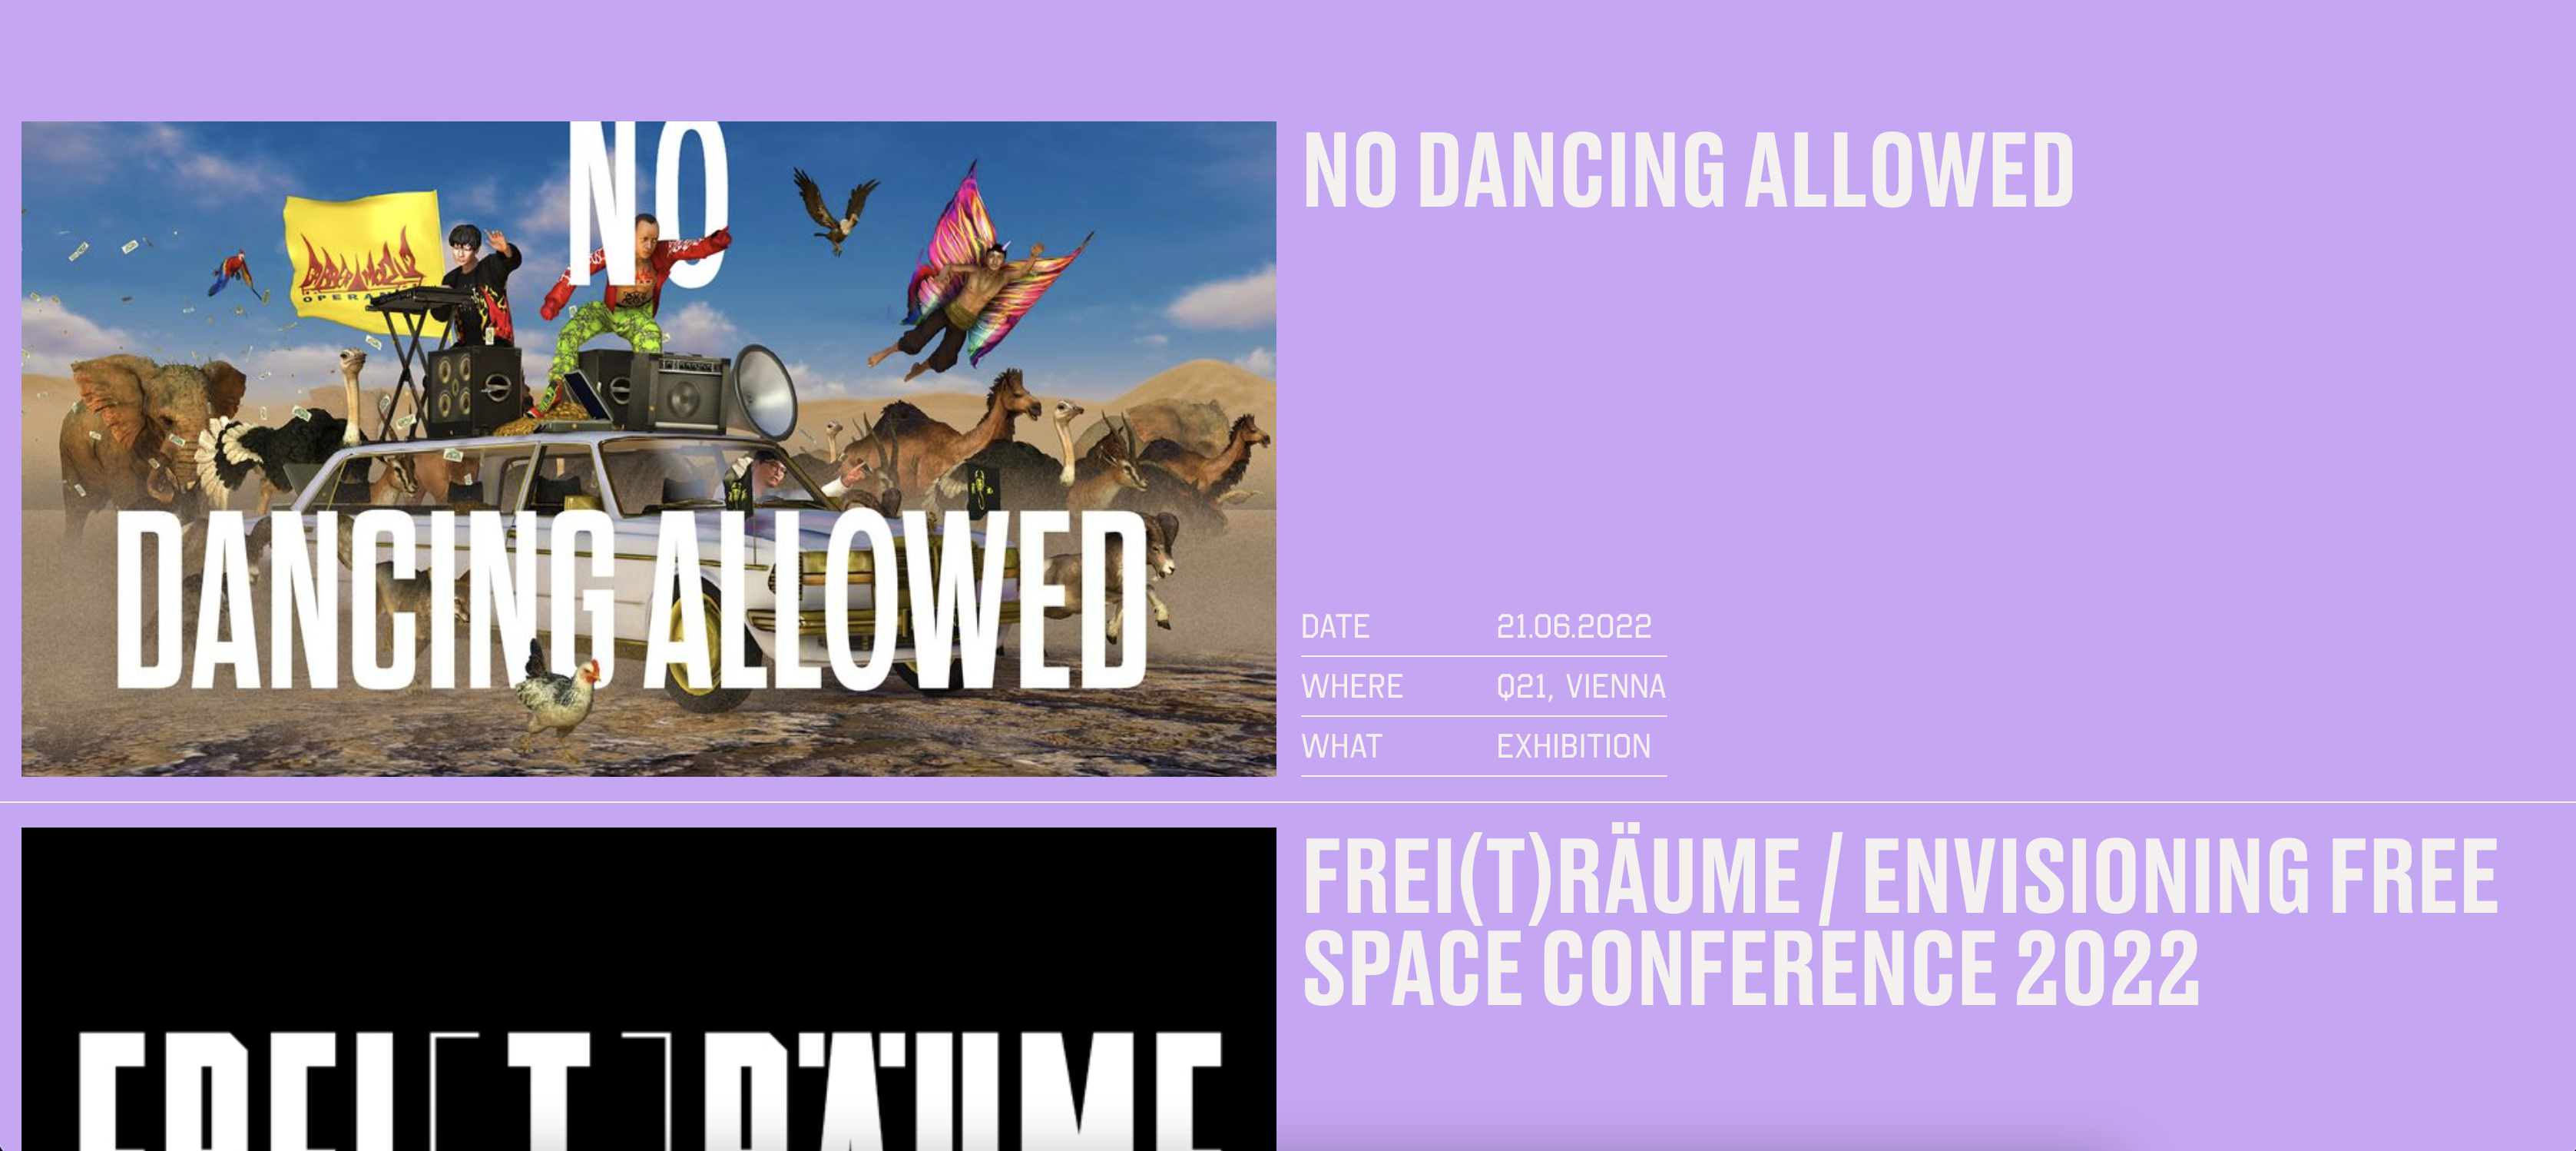 NO
DANCING ALLOWED
OPERA
NO DANCING ALLOWED
DATE 21.06.2022
WHERE Q21, VIENNA
WHAT EXHIBITION
FREI[T]RÄUME
FREI(T)RÄUME / ENVISIONING FREE
SPACE CONFERENCE 2022